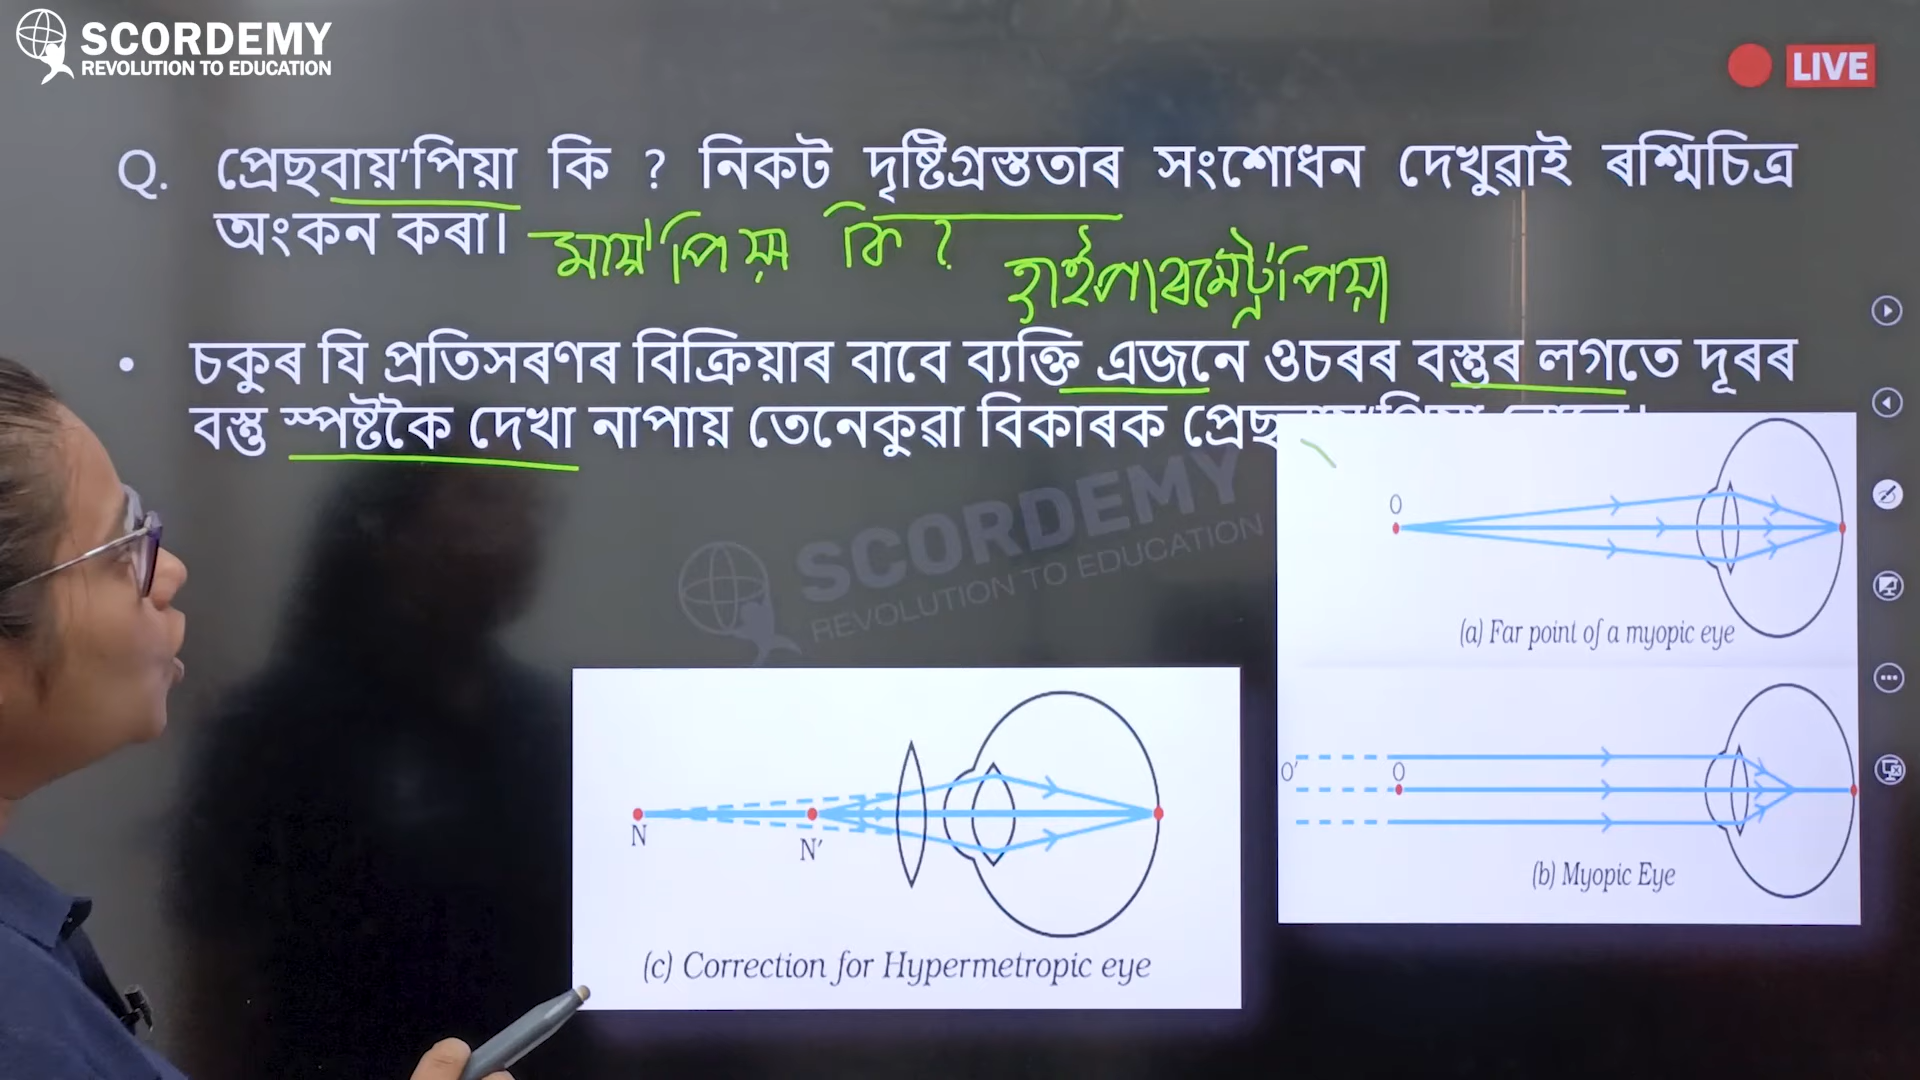 SCORDEMY
REVOLUTION TO EDUCATION
LIVE
Q. প্ৰেছবায়'পিয়া কি ? নিকট দৃষ্টিগ্ৰস্ততাৰ সংশোধন দেখুৱাই ৰশ্মিচিত্ৰ
অংকন কৰা।
মায়'পিয়া কি ?
হাইপাৰমেট্ৰ'পিয়া
• চকুৰ যি প্ৰতিসৰণৰ বিক্ৰিয়াৰ বাবে ব্যক্তি এজনে ওচৰৰ বস্তুৰ লগতে দূৰৰ
বস্তু স্পষ্টকৈ দেখা নাপায় তেনেকুৱা বিকাৰক প্ৰেছ
SCORDEMY
REVOLUTION TO EDUCATION
O
(a) Far point of a myopic eye
O' O
(b) Myopic Eye
N N'
(c) Correction for Hypermetropic eye